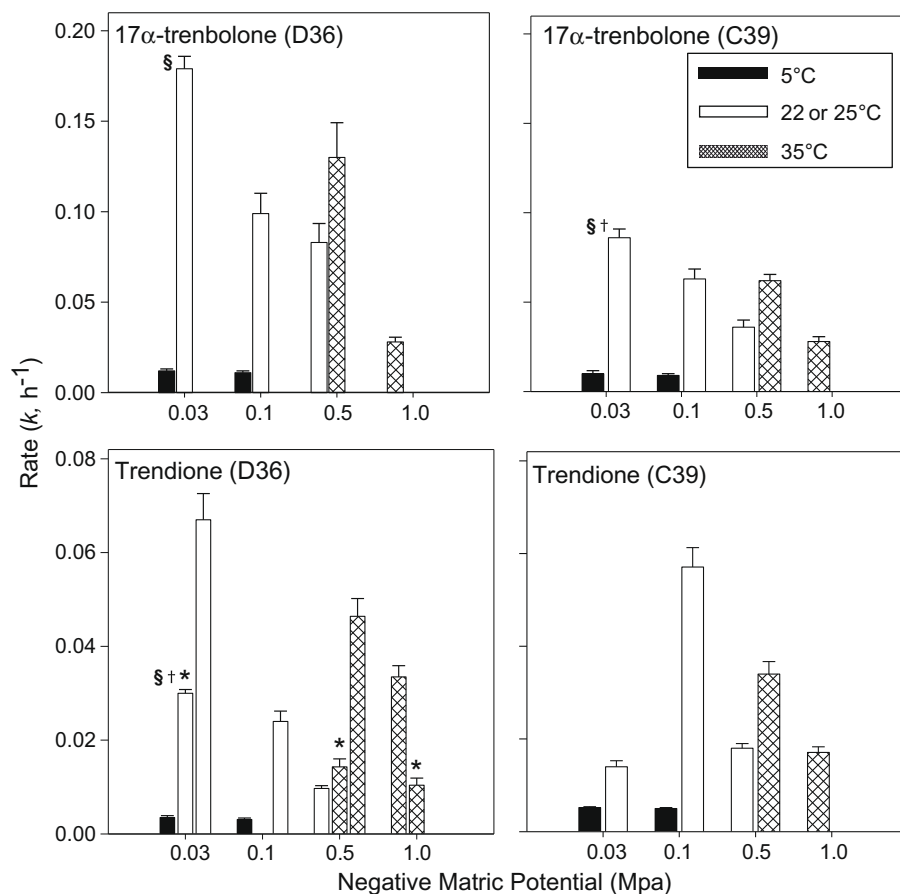 17α-trenbolone (D36)
17α-trenbolone (C39)
5°C
22 or 25°C
35°C
0.20
0.15
0.10
0.05
0.00
§
§ †
0.03 0.1 0.5 1.0
0.03 0.1 0.5 1.0
Rate (k, h-1)
Trendione (D36)
Trendione (C39)
0.08
0.06
0.04
0.02
0.00
§ † *
*
*
0.03 0.1 0.5 1.0
0.03 0.1 0.5 1.0
Negative Matric Potential (Mpa)